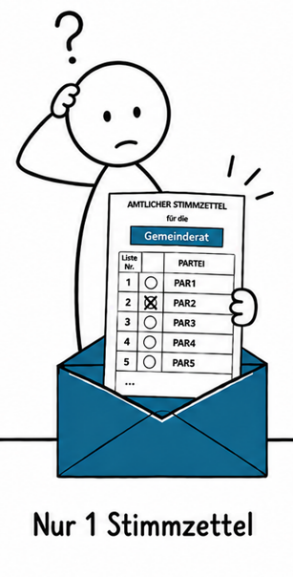 ?
AMTLICHER STIMMZETTEL
für die
Gemeinderat
Liste Nr. PARTEI
1 PAR1
2 PAR2
3 PAR3
4 PAR4
5 PAR5
...
Nur 1 Stimmzettel